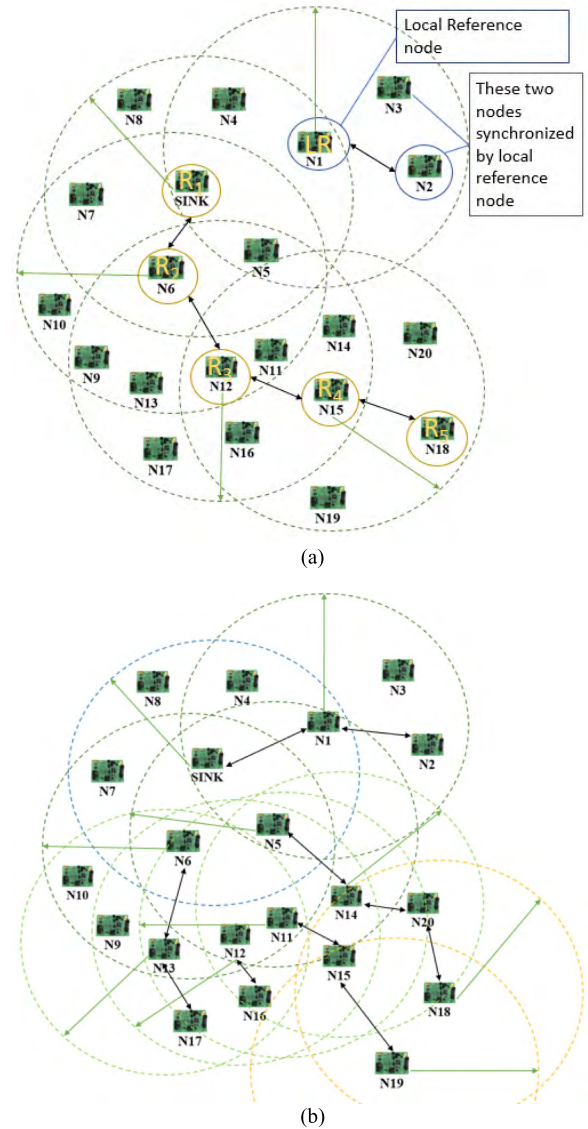 Local Reference
node
These two
nodes
synchronized
by local
reference
node
N8
N4
N3
LR
N1
N2
R1
SINK
N7
N5
R2
N6
N10
N14
N20
N11
N9
R3
N12
N13
R4
N15
R5
N18
N16
N17
N19
(a)
N3
N8
N4
N1
N2
SINK
N7
N5
N6
N10
N14
N20
N9
N11
N12
N13
N15
N18
N16
N17
N19
(b)